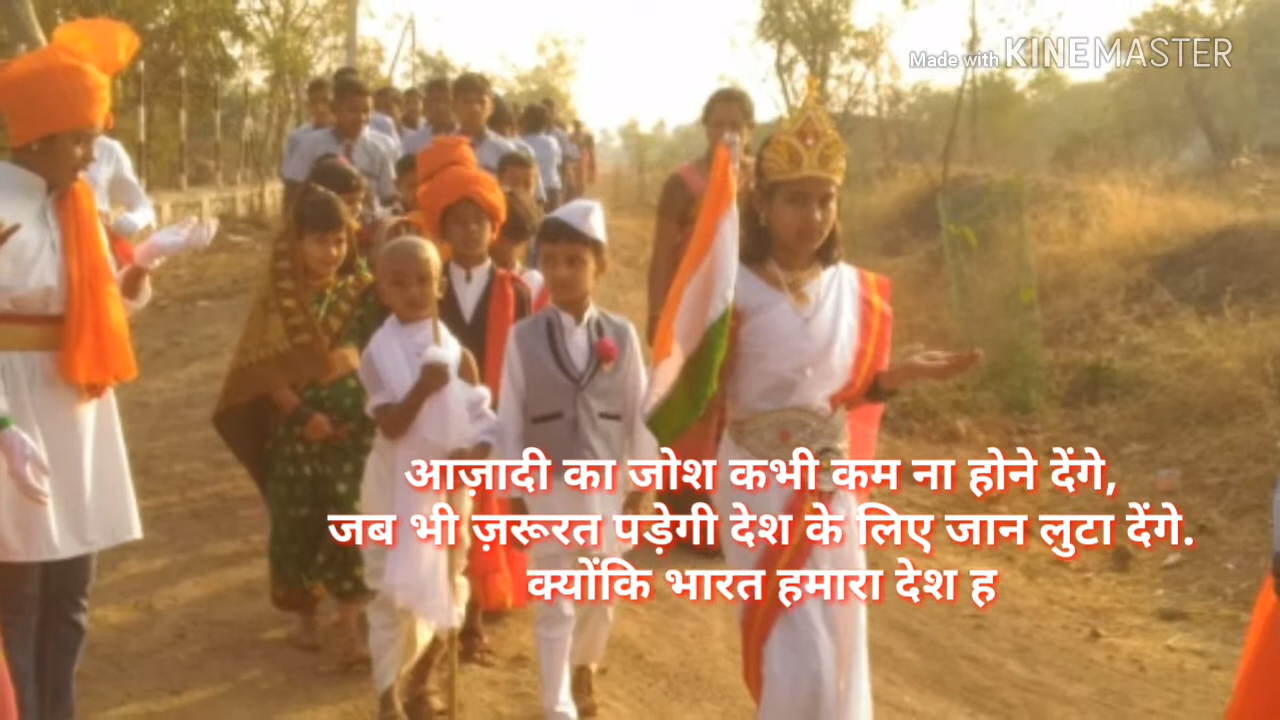 Made with KINEMASTER
आज़ादी का जोश कभी कम ना होने देंगे,
जब भी ज़रूरत पड़ेगी देश के लिए जान लुटा देंगे.
क्योंकि भारत हमारा देश ह